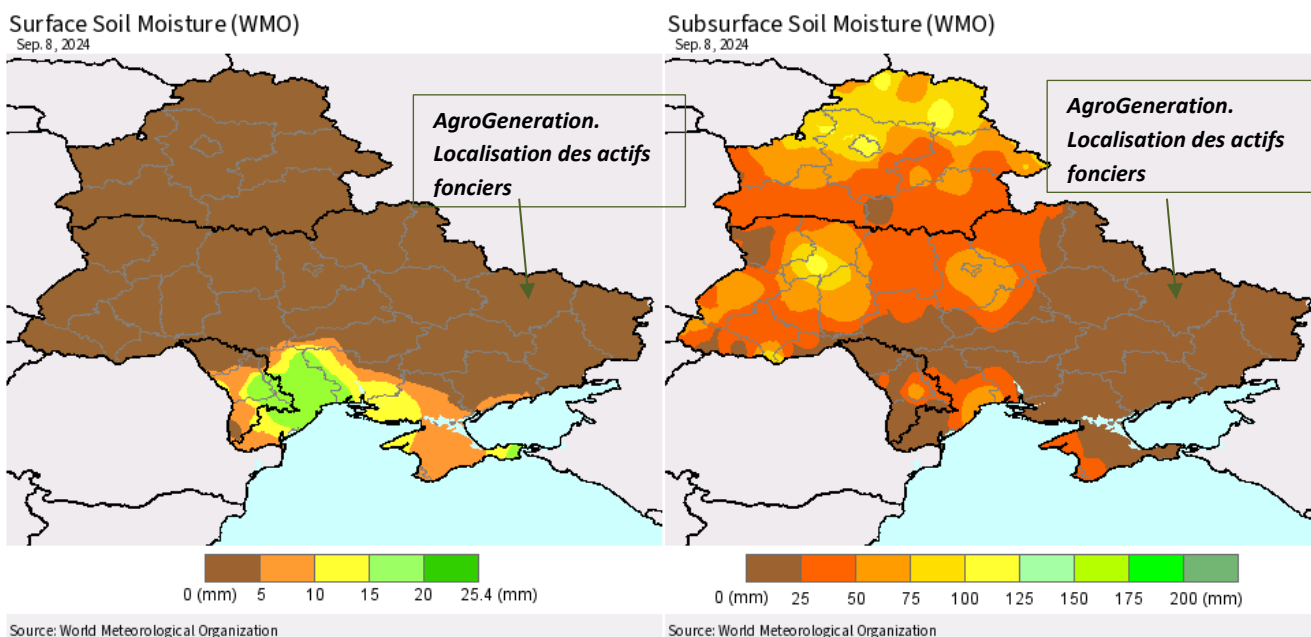 Surface Soil Moisture (WMO)
Sep. 8, 2024
AgroGeneration.
Localisation des actifs
fonciers
0 (mm) 5 10 15 20 25.4 (mm)
Source: World Meteorological Organization
Subsurface Soil Moisture (WMO)
Sep. 8, 2024
AgroGeneration.
Localisation des actifs
fonciers
0 (mm) 25 50 75 100 125 150 175 200 (mm)
Source: World Meteorological Organization